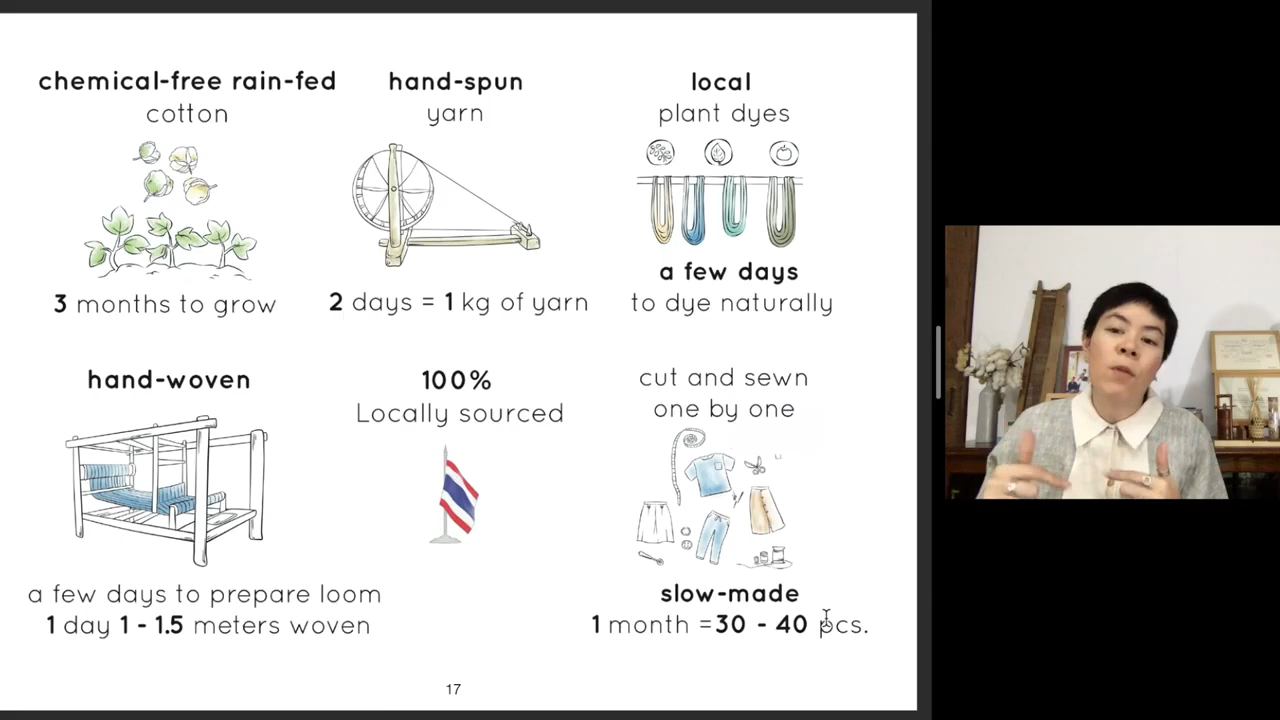 chemical-free rain-fed
cotton
3 months to grow
hand-spun
yarn
2 days = 1 kg of yarn
local
plant dyes
a few days
to dye naturally
hand-woven
a few days to prepare loom
1 day 1 - 1.5 meters woven
100%
Locally sourced
cut and sewn
one by one
slow-made
1 month =30 - 40 pcs.
17